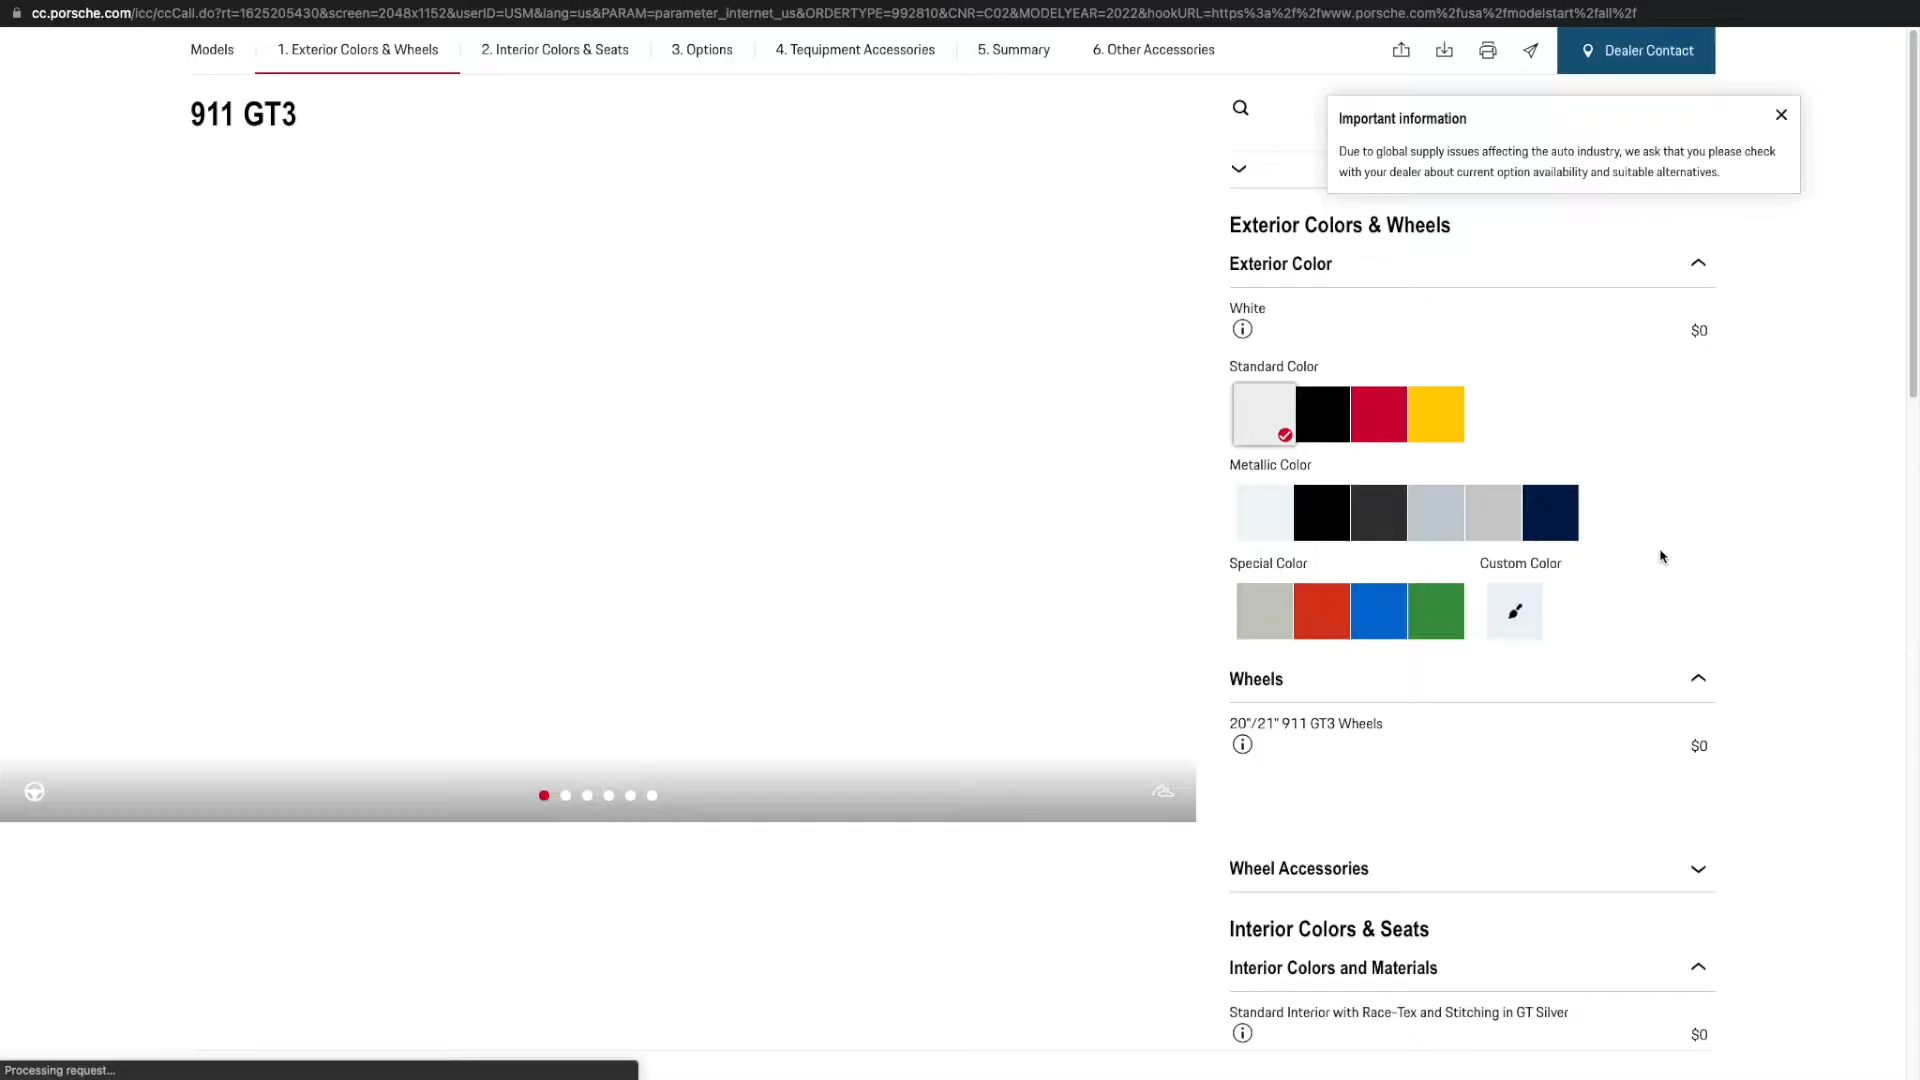 cc.porsche.com/icc/ccCall.do?rt=1625205430&screen=2048x1152&userID=USM&lang=us&PARAM=parameter_internet_us&ORDERTYPE=992810&CNR=C02&MODELYEAR=2022&hookURL=https%3a%2f%2fwww.porsche.com%2fusa%2fmodelstart%2fall%2f
Models
1. Exterior Colors & Wheels
2. Interior Colors & Seats
3. Options
4. Tequipment Accessories
5. Summary
6. Other Accessories
Dealer Contact
911 GT3
Important information
Due to global supply issues affecting the auto industry, we ask that you please check
with your dealer about current option availability and suitable alternatives.
Exterior Colors & Wheels
Exterior Color
White
$0
Standard Color
Metallic Color
Special Color
Custom Color
Wheels
20"/21" 911 GT3 Wheels
$0
Wheel Accessories
Interior Colors & Seats
Interior Colors and Materials
Standard Interior with Race-Tex and Stitching in GT Silver
$0
Processing request...